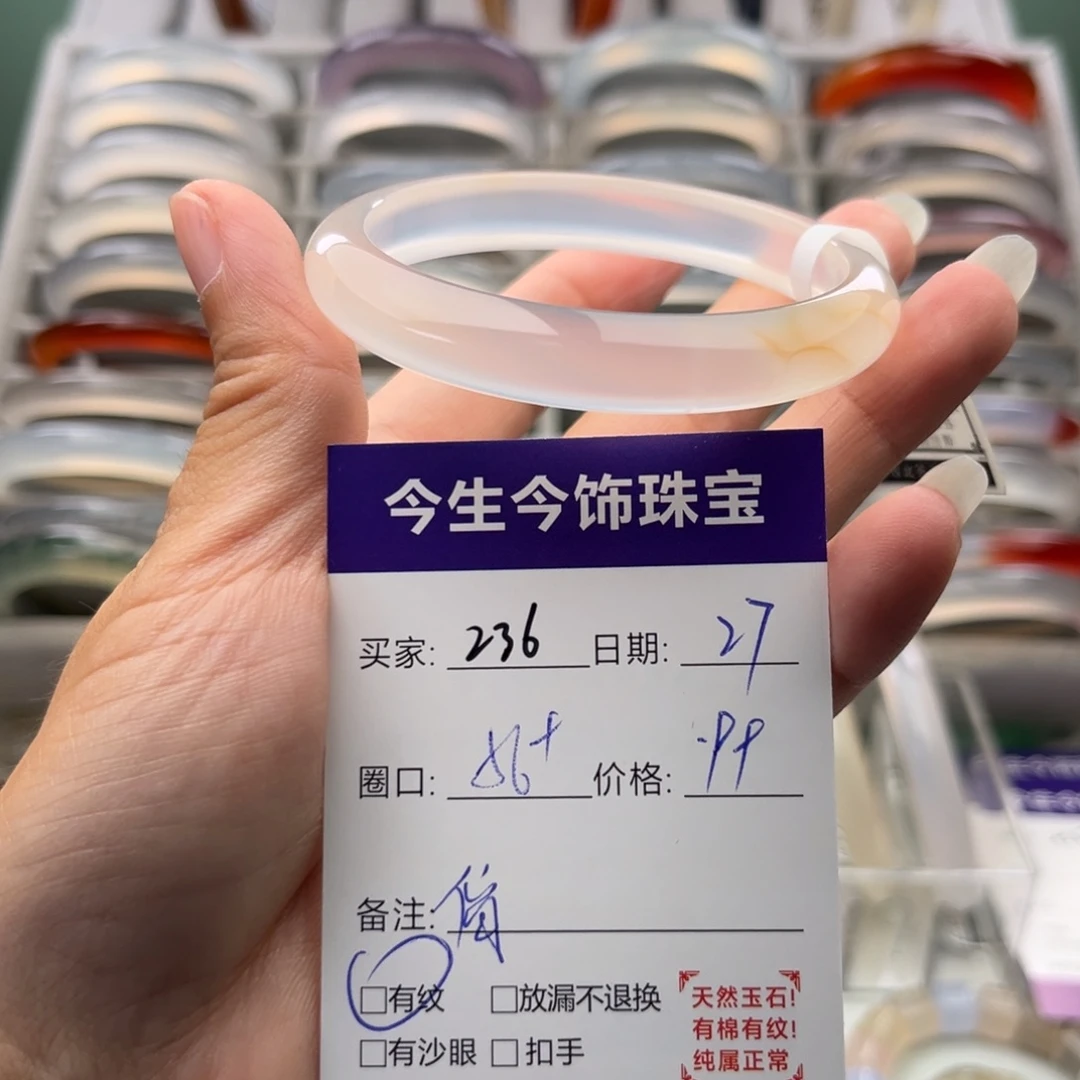 今生今饰珠宝
买家: 236 日期: 27
圈口: 56+ 价格:
备注:
□有纹 □放漏不退换
□有沙眼 □扣手
天然玉石!
有棉有纹!
纯属正常